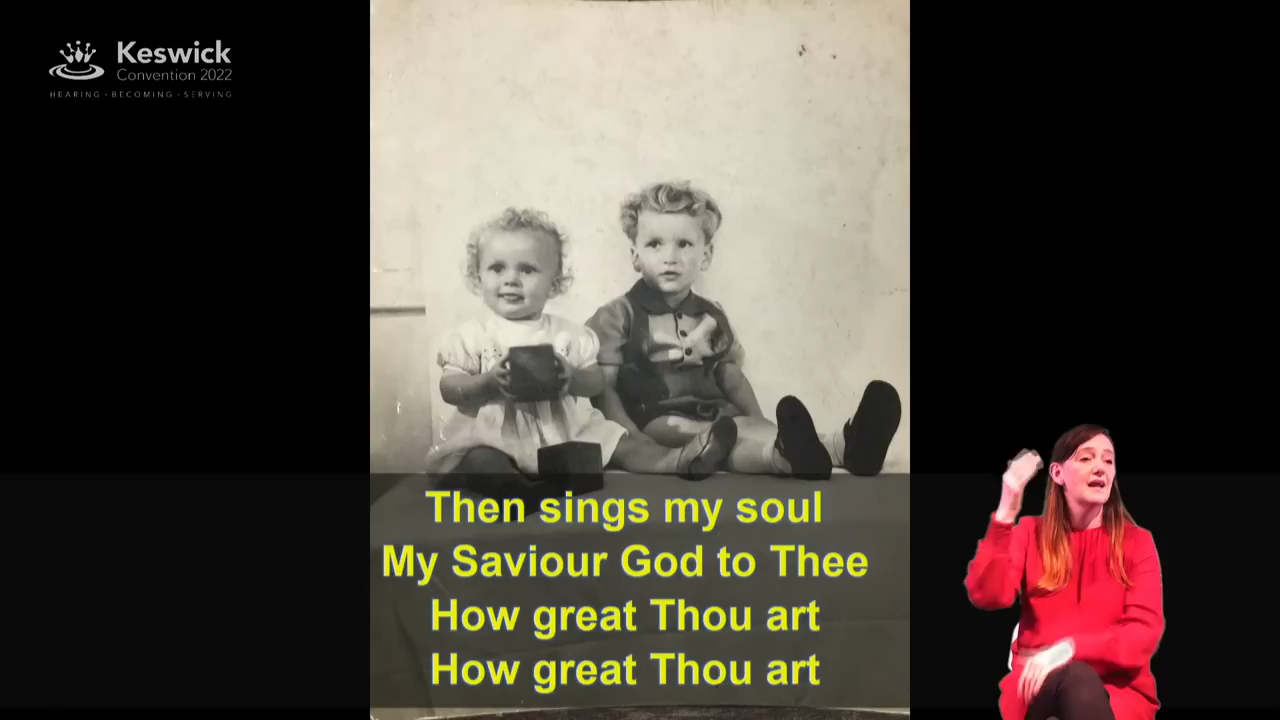 Keswick
Convention 2022
HEARING · BECOMING · SERVING
Then sings my soul
My Saviour God to Thee
How great Thou art
How great Thou art